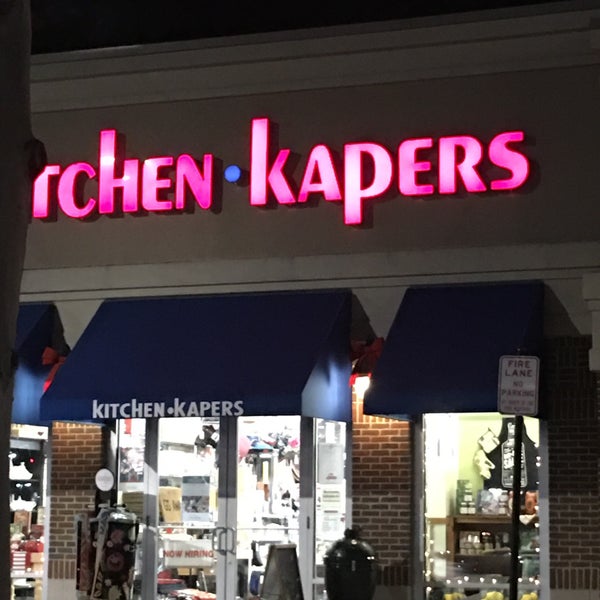 TCHEN·KAPERS
KITCHEN·KAPERS
FIRE
LANE
NO
PARKING
NOW HIRING